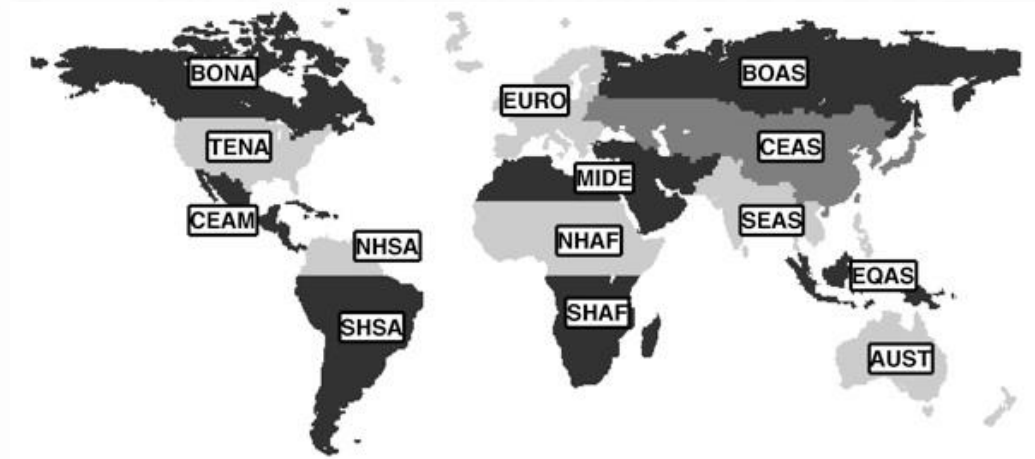 BONA
BOAS
EURO
TENA
CEAS
MIDE
CEAM
SEAS
NHSA
NHAF
EQAS
SHSA
SHAF
AUST